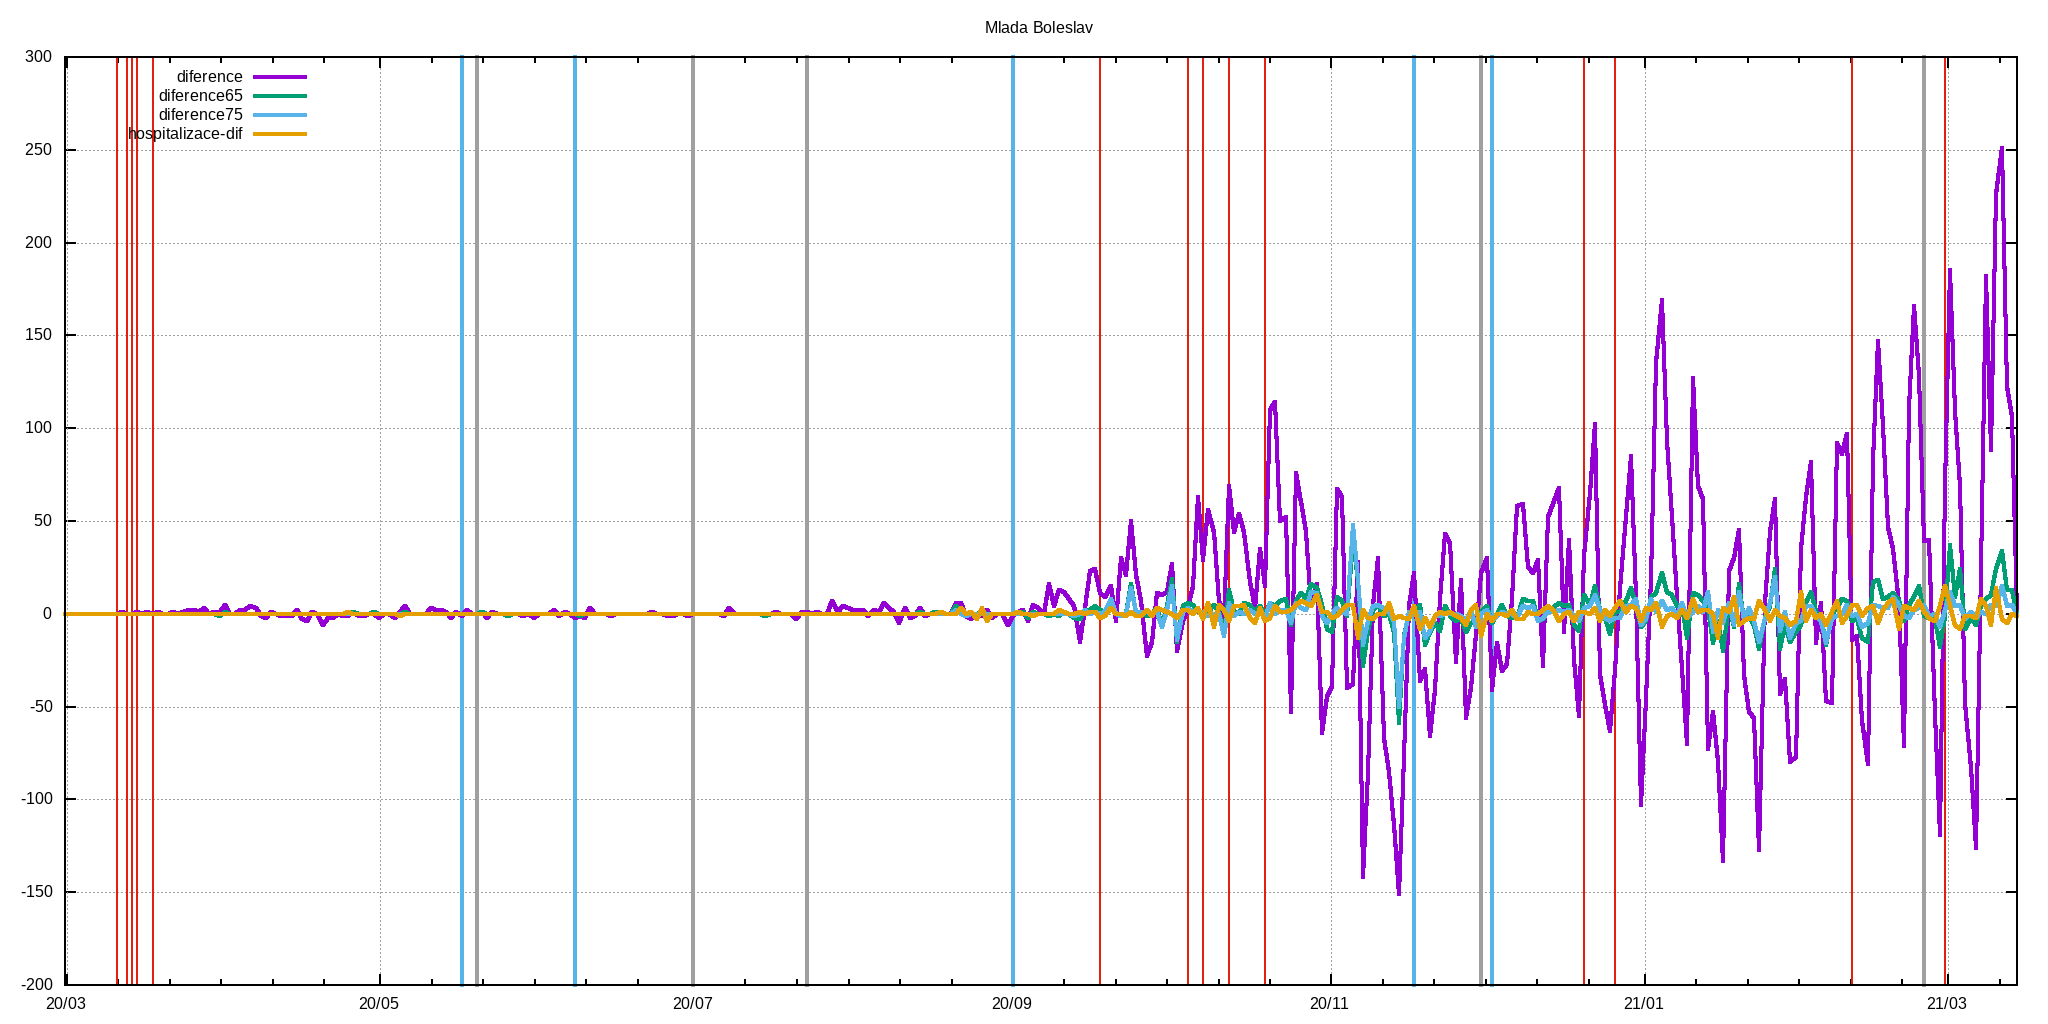 Mlada Boleslav
300
250
200
150
100
50
0
-50
-100
-150
-200
diference
diference65
diference75
hospitalizace-dif
20/03 20/05 20/07 20/09 20/11 21/01 21/03